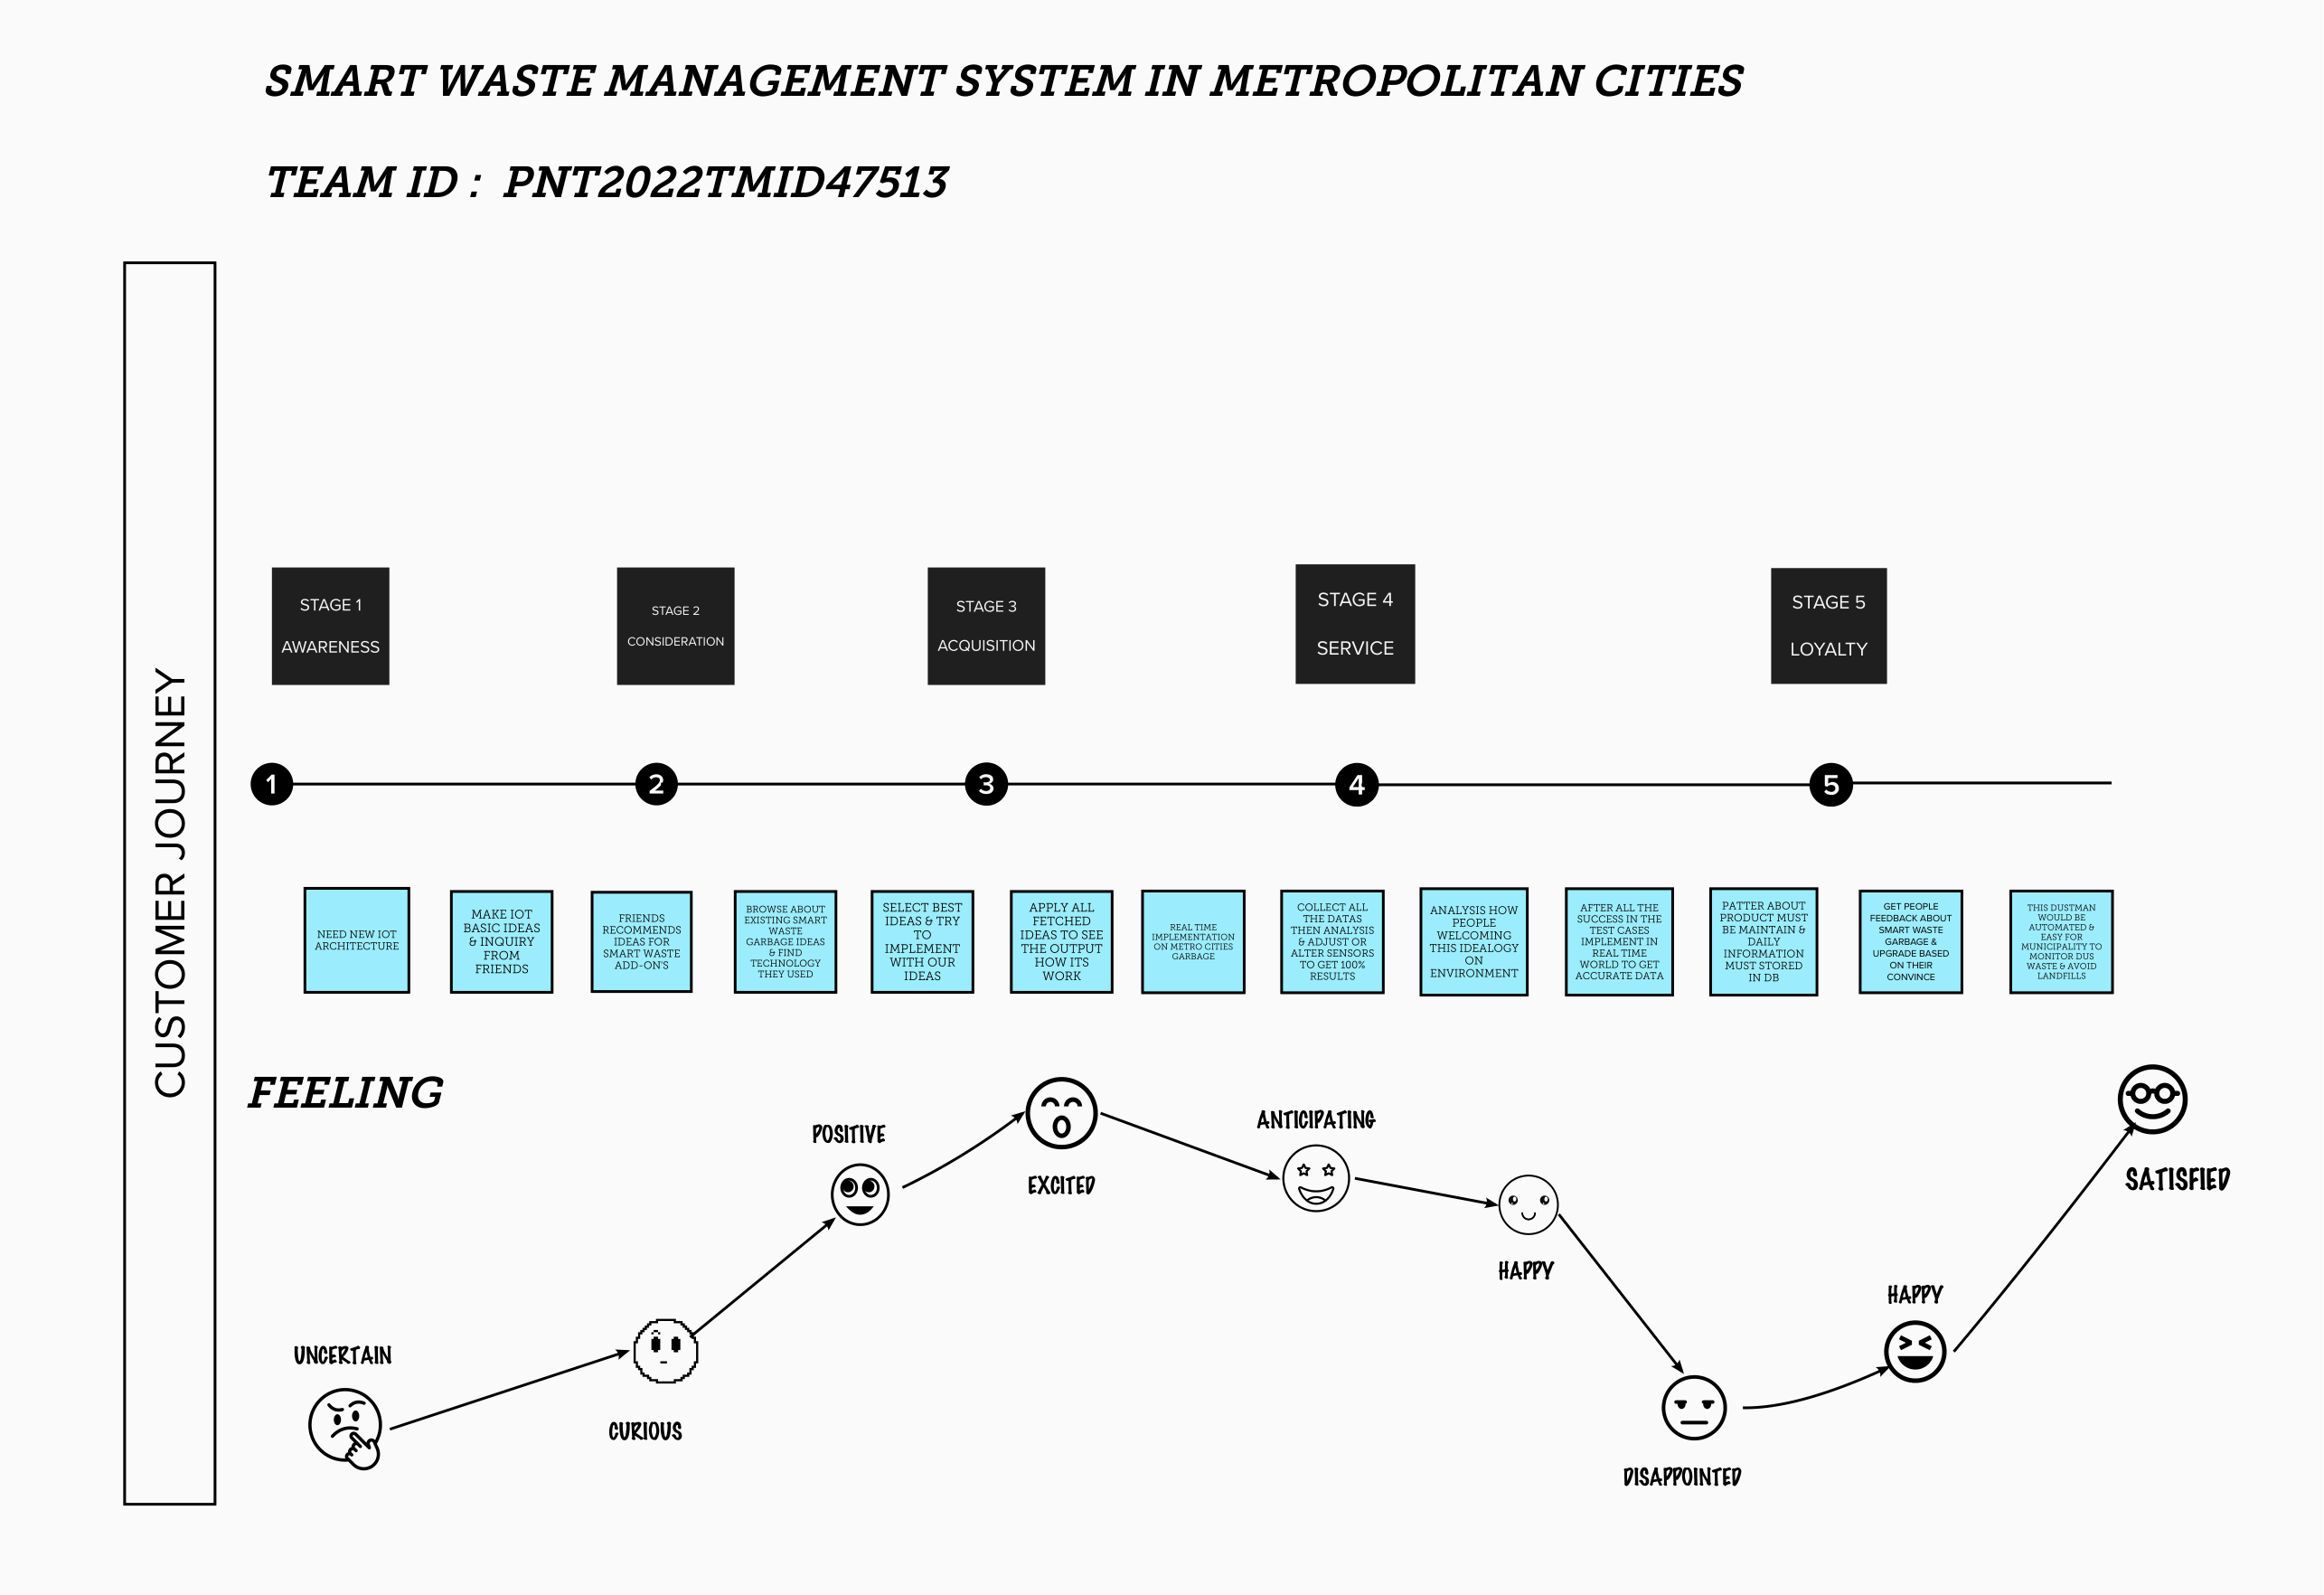 SMART WASTE MANAGEMENT SYSTEM IN METROPOLITAN CITIES
TEAM ID : PNT2022TMID47513
CUSTOMER JOURNEY
STAGE 1
AWARENESS
STAGE 2
CONSIDERATION
STAGE 3
ACQUISITION
STAGE 4
SERVICE
STAGE 5
LOYALTY
1
2
3
4
5
NEED NEW IOT
ARCHITECTURE
MAKE IOT
BASIC IDEAS
& INQUIRY
FROM
FRIENDS
FRIENDS
RECOMMENDS
IDEAS FOR
SMART WASTE
ADD-ON'S
BROWSE ABOUT
EXISTING SMART
WASTE
GARBAGE IDEAS
& FIND
TECHNOLOGY
THEY USED
SELECT BEST
IDEAS & TRY
TO
IMPLEMENT
WITH OUR
IDEAS
APPLY ALL
FETCHED
IDEAS TO SEE
THE OUTPUT
HOW ITS
WORK
REAL TIME
IMPLEMENTATION
ON METRO CITIES
GARBAGE
COLLECT ALL
THE DATAS
THEN ANALYSIS
& ADJUST OR
ALTER SENSORS
TO GET 100%
RESULTS
ANALYSIS HOW
PEOPLE
WELCOMING
THIS IDEALOGY
ON
ENVIRONMENT
AFTER ALL THE
SUCCESS IN THE
TEST CASES
IMPLEMENT IN
REAL TIME
WORLD TO GET
ACCURATE DATA
PATTER ABOUT
PRODUCT MUST
BE MAINTAIN &
DAILY
INFORMATION
MUST STORED
IN DB
GET PEOPLE
FEEDBACK ABOUT
SMART WASTE
GARBAGE &
UPGRADE BASED
ON THEIR
CONVINCE
THIS DUSTMAN
WOULD BE
AUTOMATED &
EASY FOR
MUNICIPALITY TO
MONITOR DUS
WASTE & AVOID
LANDFILLS
FEELING
UNCERTAIN
CURIOUS
POSITIVE
EXCITED
ANTICIPATING
HAPPY
DISAPPOINTED
HAPPY
SATISFIED